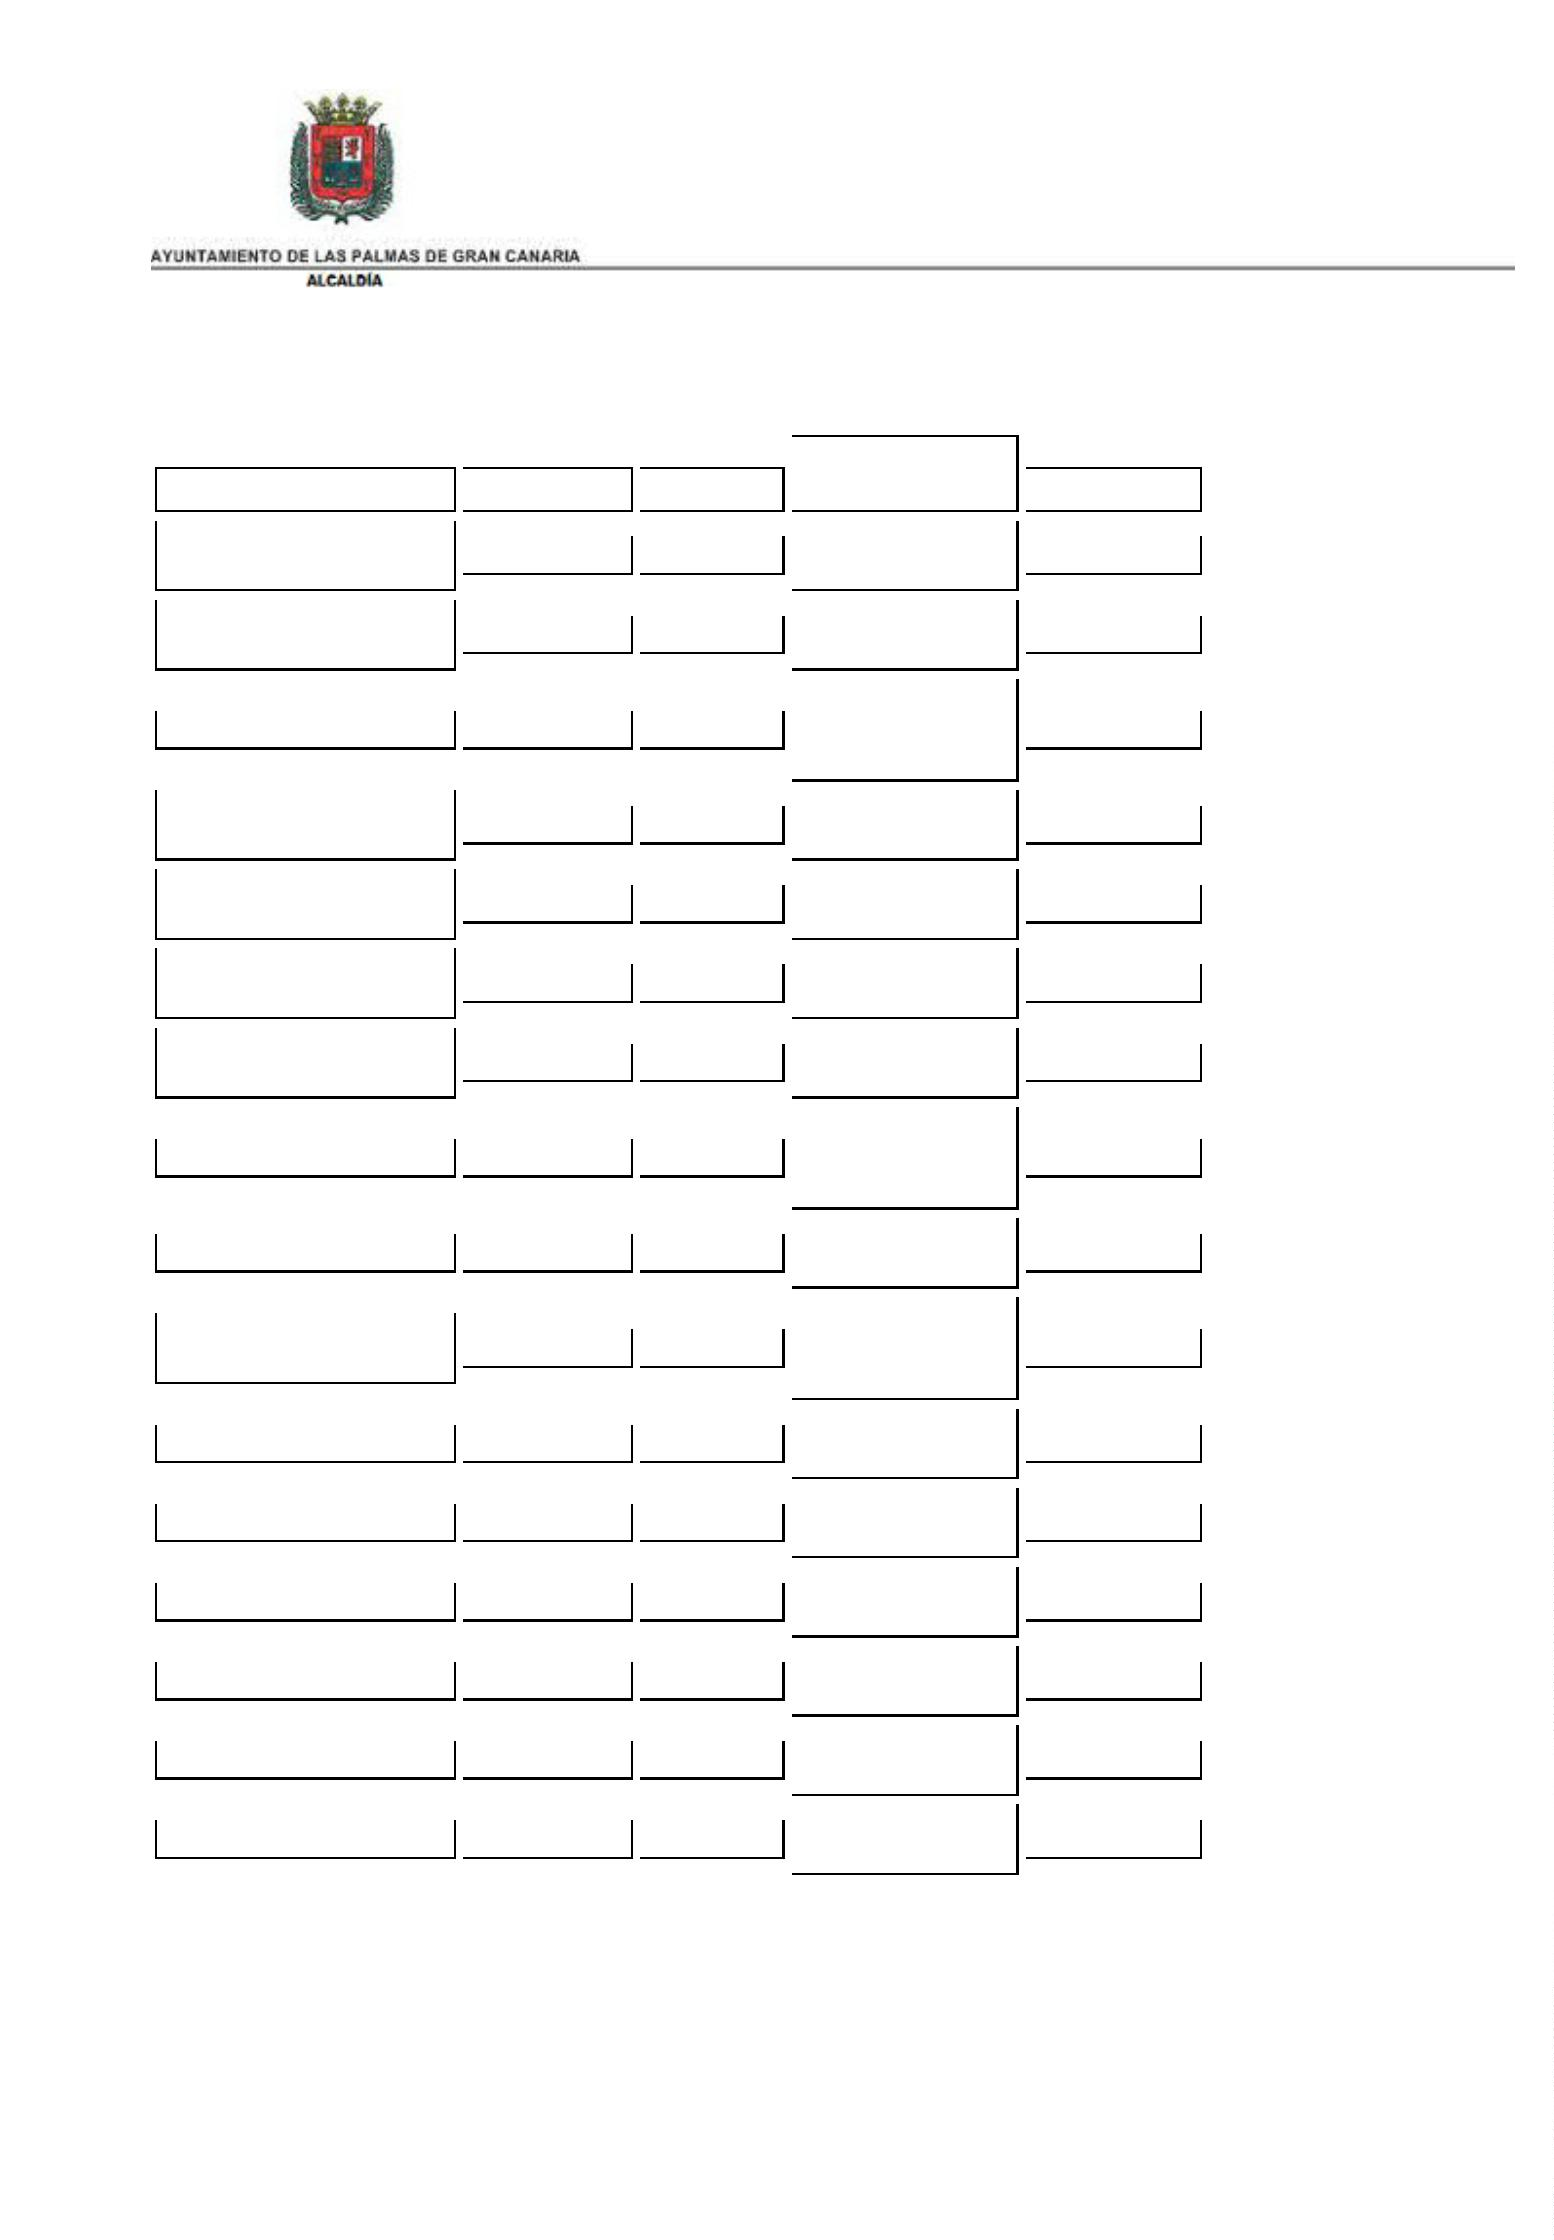 AYUNTAMIENTO DE LAS PALMAS DE GRAN CANARIA
ALCALDÍA